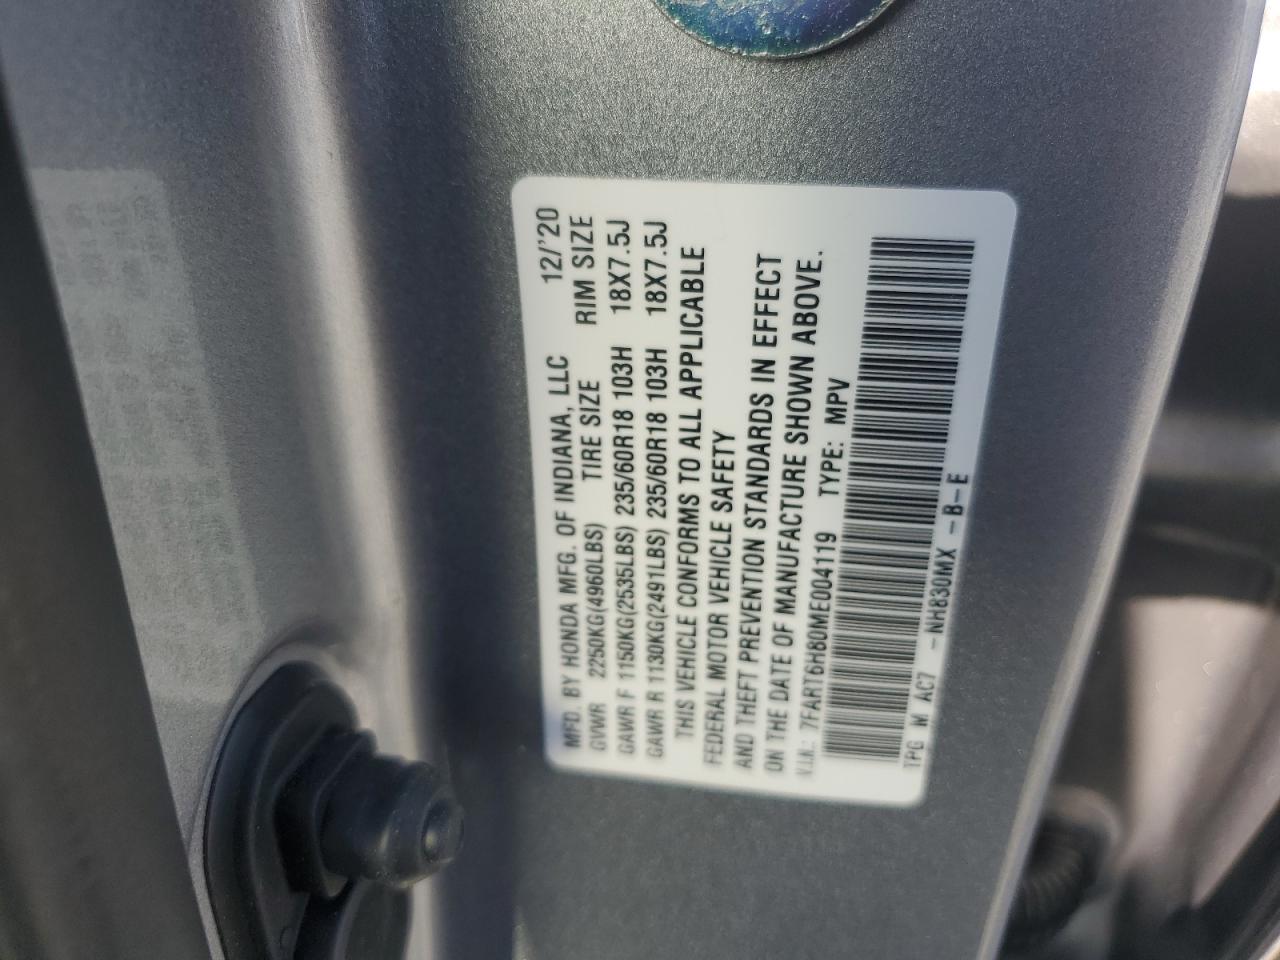 MFD. BY HONDA MFG. OF INDIANA, LLC 12/'20
GVWR 2250KG(4960LBS) TIRE SIZE RIM SIZE
GAWR F 1150KG(2535LBS) 235/60R18 103H 18X7.5J
GAWR R 1130KG(2491LBS) 235/60R18 103H 18X7.5J
THIS VEHICLE CONFORMS TO ALL APPLICABLE
FEDERAL MOTOR VEHICLE SAFETY
AND THEFT PREVENTION STANDARDS IN EFFECT
ON THE DATE OF MANUFACTURE SHOWN ABOVE.
V.I.N.: 7FART6H80ME004119 TYPE: MPV
TPG W AC7 -NH830MX -B-E